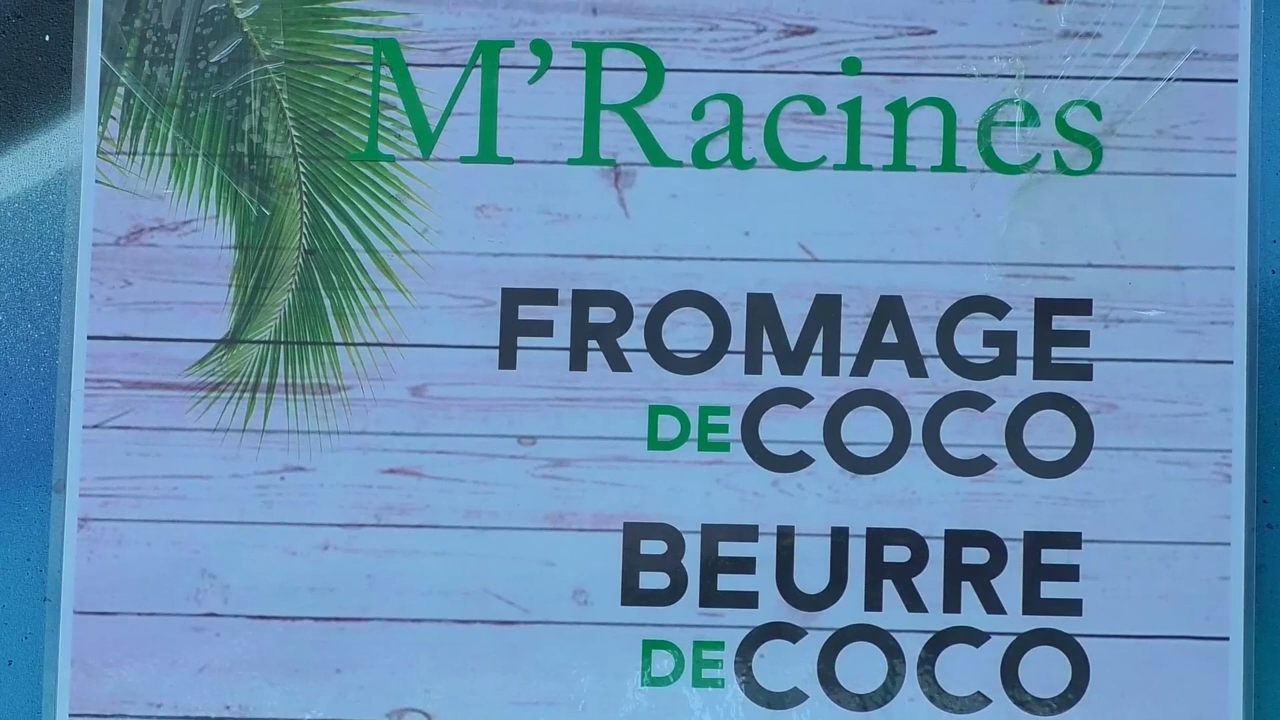 M’Racines
FROMAGE
DE COCO
BEURRE
DE COCO